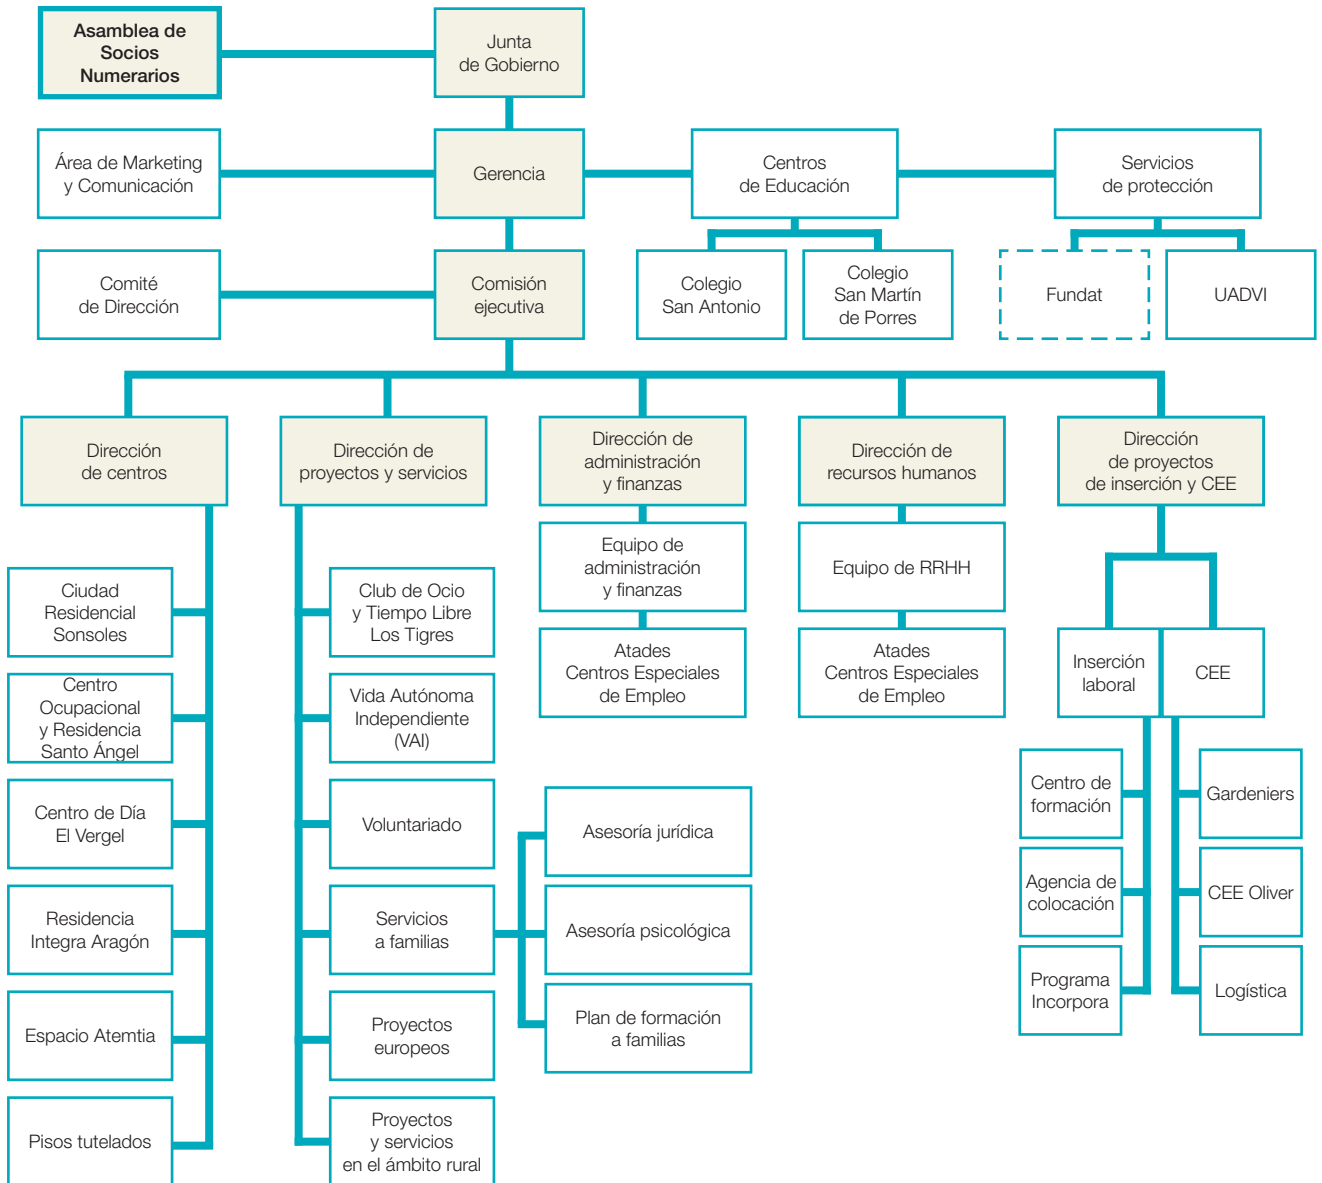 Asamblea de
Socios
Numerarios
Junta
de Gobierno
Área de Marketing
y Comunicación
Gerencia
Centros
de Educación
Servicios
de protección
Comité
de Dirección
Comisión
ejecutiva
Colegio
San Antonio
Colegio
San Martín
de Porres
Fundat
UADVI
Dirección
de centros
Dirección de
proyectos y servicios
Dirección de
administración
y finanzas
Dirección de
recursos humanos
Dirección
de proyectos
de inserción y CEE
Ciudad
Residencial
Sonsoles
Centro
Ocupacional
y Residencia
Santo Ángel
Centro de Día
El Vergel
Residencia
Integra Aragón
Espacio Atemtia
Pisos tutelados
Club de Ocio
y Tiempo Libre
Los Tigres
Vida Autónoma
Independiente
(VAI)
Voluntariado
Servicios
a familias
Proyectos
europeos
Proyectos
y servicios
en el ámbito rural
Asesoría jurídica
Asesoría psicológica
Plan de formación
a familias
Equipo de
administración
y finanzas
Atades
Centros Especiales
de Empleo
Equipo de RRHH
Atades
Centros Especiales
de Empleo
Inserción
laboral
CEE
Centro de
formación
Agencia de
colocación
Programa
Incorpora
Gardeniers
CEE Oliver
Logística